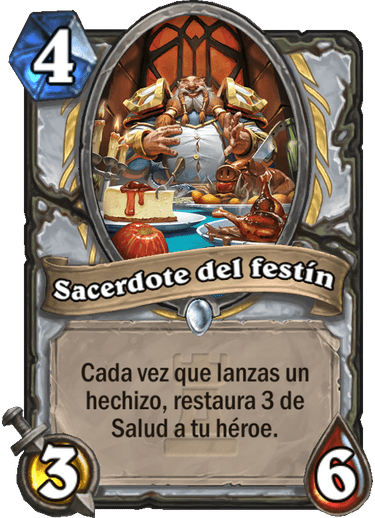 4
Sacerdote del festín
Cada vez que lanzas un
hechizo, restaura 3 de
Salud a tu héroe.
3
6